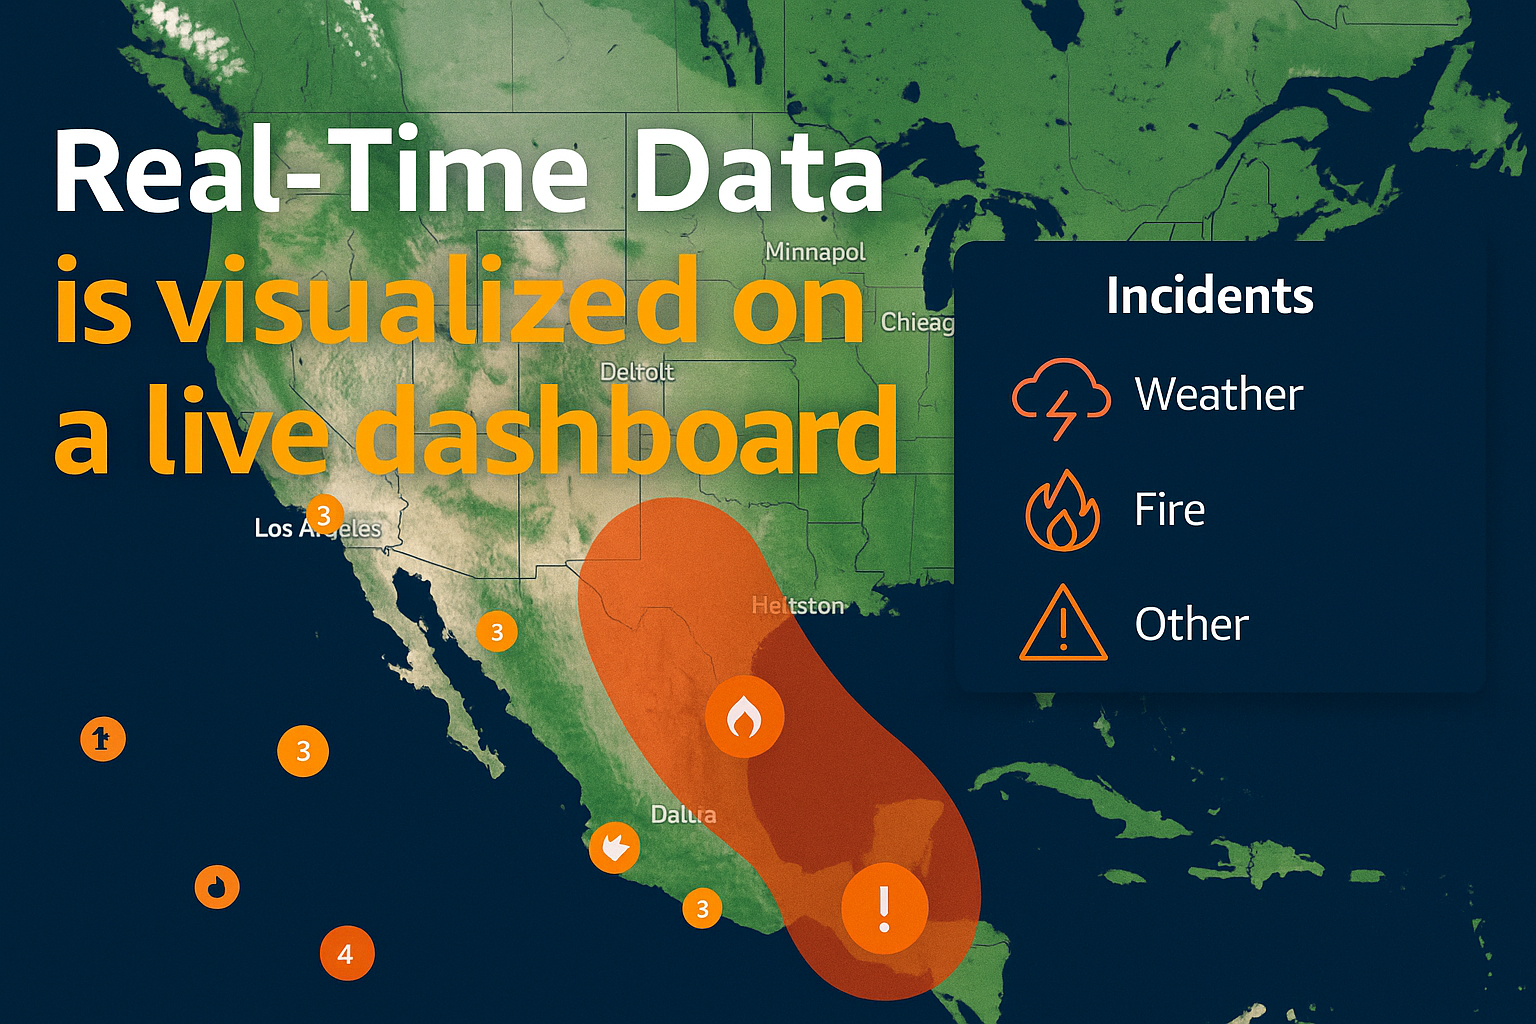 Real-Time Data
is visualized on
a live dashboard
Minnapol
Chieag
Deltolt
Los Angeles
3
Incidents
Weather
Fire
Other
Heltston
3
3
Dallia
3
4
!